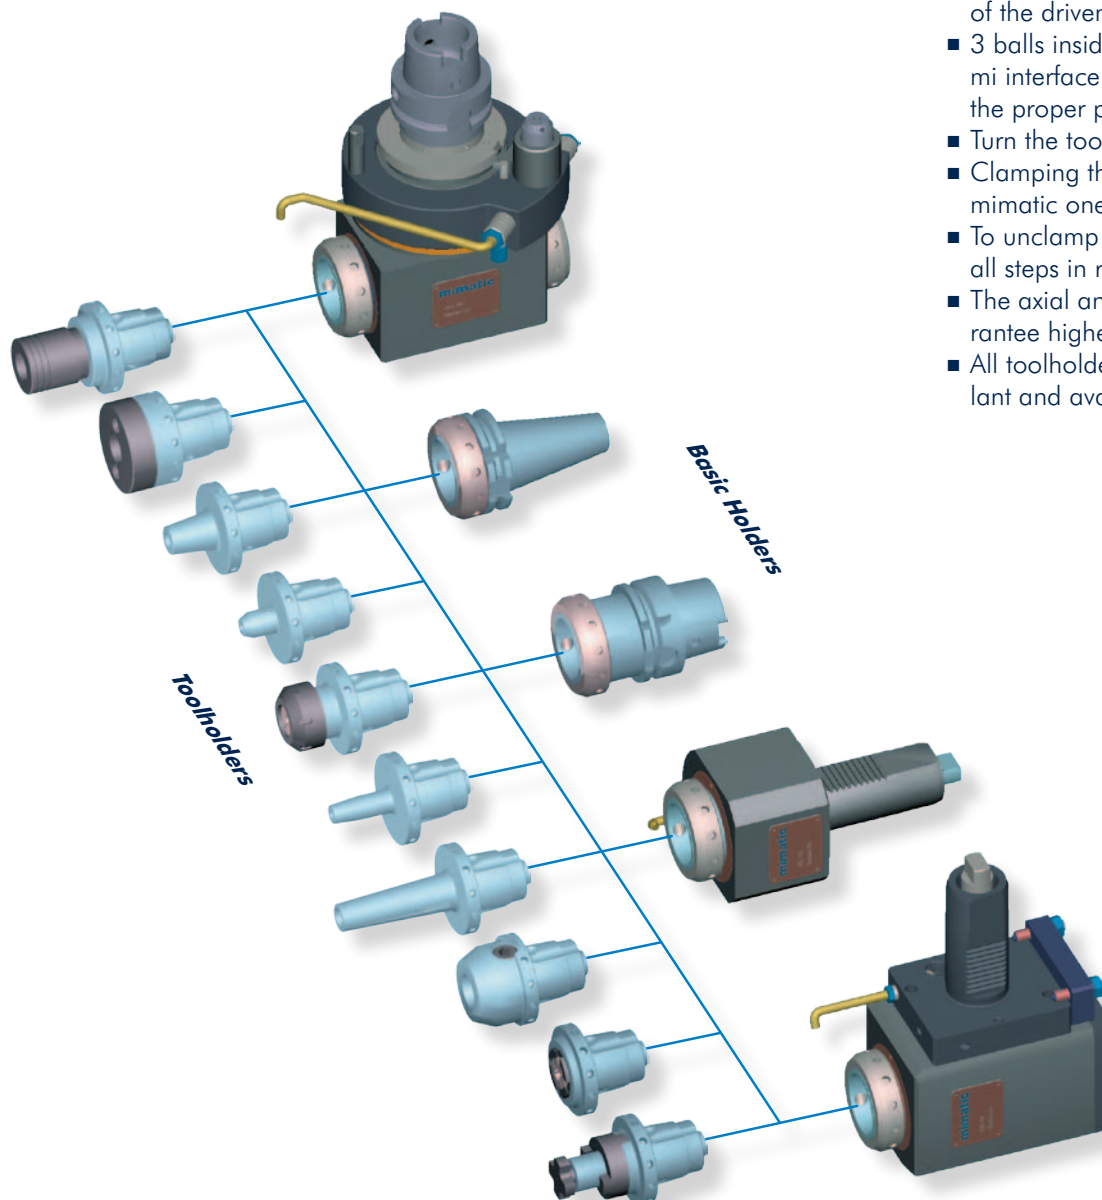 of the driven
■ 3 balls insid
mi interface
the proper p
■ Turn the too
■ Clamping th
mimatic one
■ To unclamp
all steps in r
■ The axial an
rantee highe
■ All toolholde
lant and ava
mimatic
Basic Holders
Toolholders
mimatic
mimatic